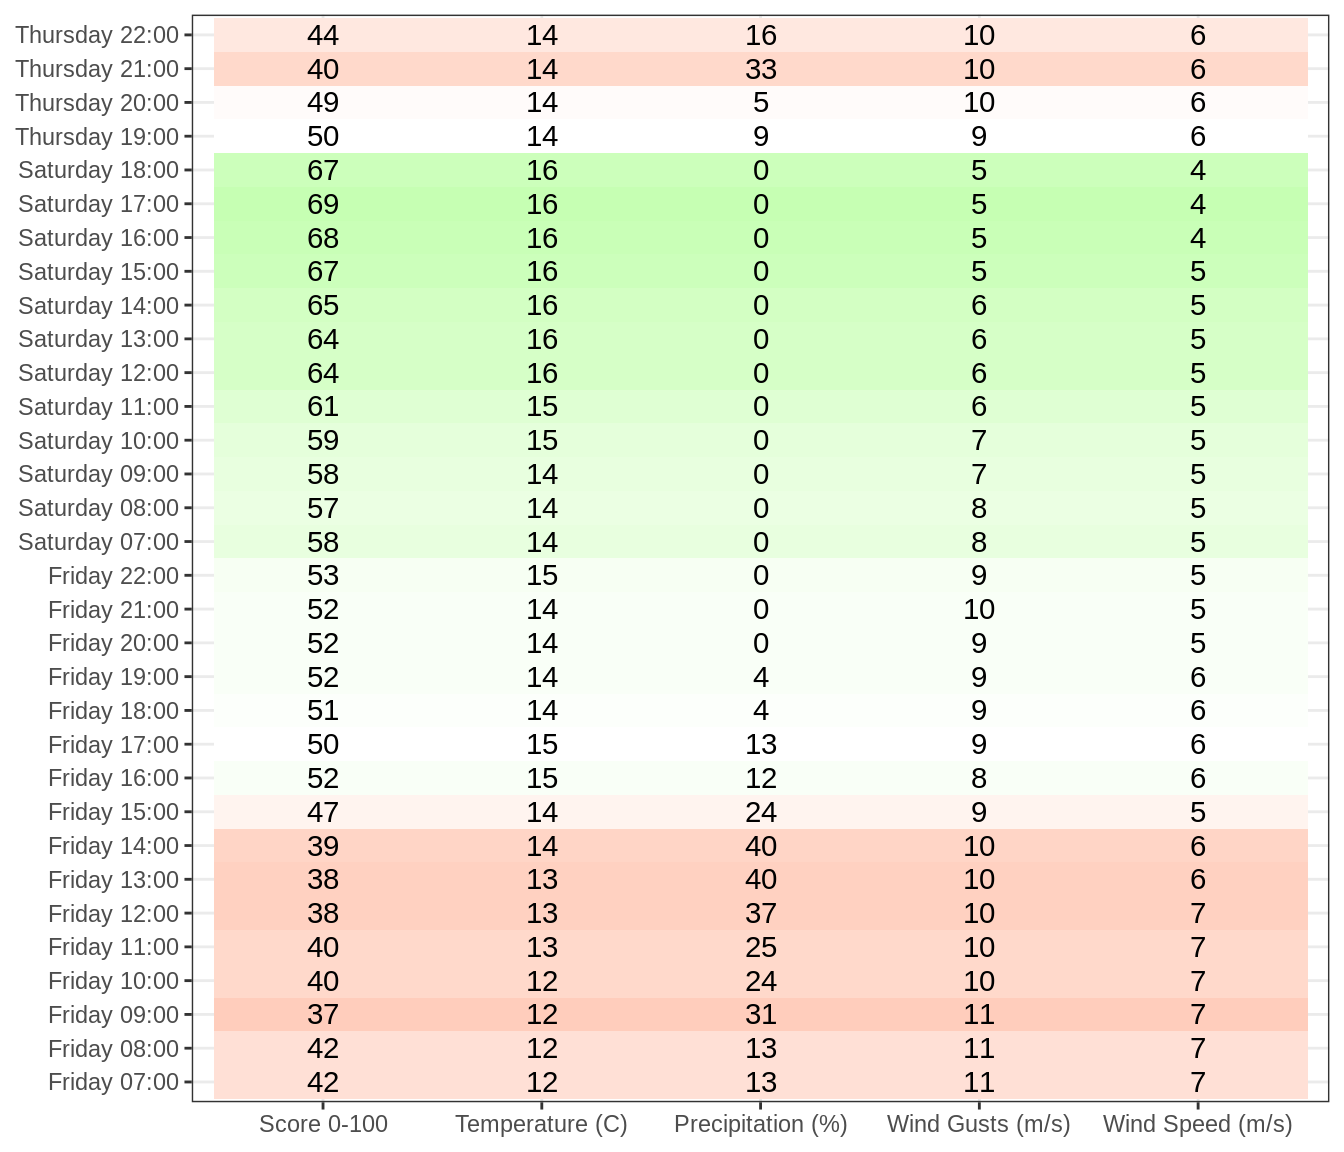 Thursday 22:00 44 14 16 10 6
Thursday 21:00 40 14 33 10 6
Thursday 20:00 49 14 5 10 6
Thursday 19:00 50 14 9 9 6
Saturday 18:00 67 16 0 5 4
Saturday 17:00 69 16 0 5 4
Saturday 16:00 68 16 0 5 4
Saturday 15:00 67 16 0 5 5
Saturday 14:00 65 16 0 6 5
Saturday 13:00 64 16 0 6 5
Saturday 12:00 64 16 0 6 5
Saturday 11:00 61 15 0 6 5
Saturday 10:00 59 15 0 7 5
Saturday 09:00 58 14 0 7 5
Saturday 08:00 57 14 0 8 5
Saturday 07:00 58 14 0 8 5
Friday 22:00 53 15 0 9 5
Friday 21:00 52 14 0 10 5
Friday 20:00 52 14 0 9 5
Friday 19:00 52 14 4 9 6
Friday 18:00 51 14 4 9 6
Friday 17:00 50 15 13 9 6
Friday 16:00 52 15 12 8 6
Friday 15:00 47 14 24 9 5
Friday 14:00 39 14 40 10 6
Friday 13:00 38 13 40 10 6
Friday 12:00 38 13 37 10 7
Friday 11:00 40 13 25 10 7
Friday 10:00 40 12 24 10 7
Friday 09:00 37 12 31 11 7
Friday 08:00 42 12 13 11 7
Friday 07:00 42 12 13 11 7
Score 0-100 Temperature (C) Precipitation (%) Wind Gusts (m/s) Wind Speed (m/s)